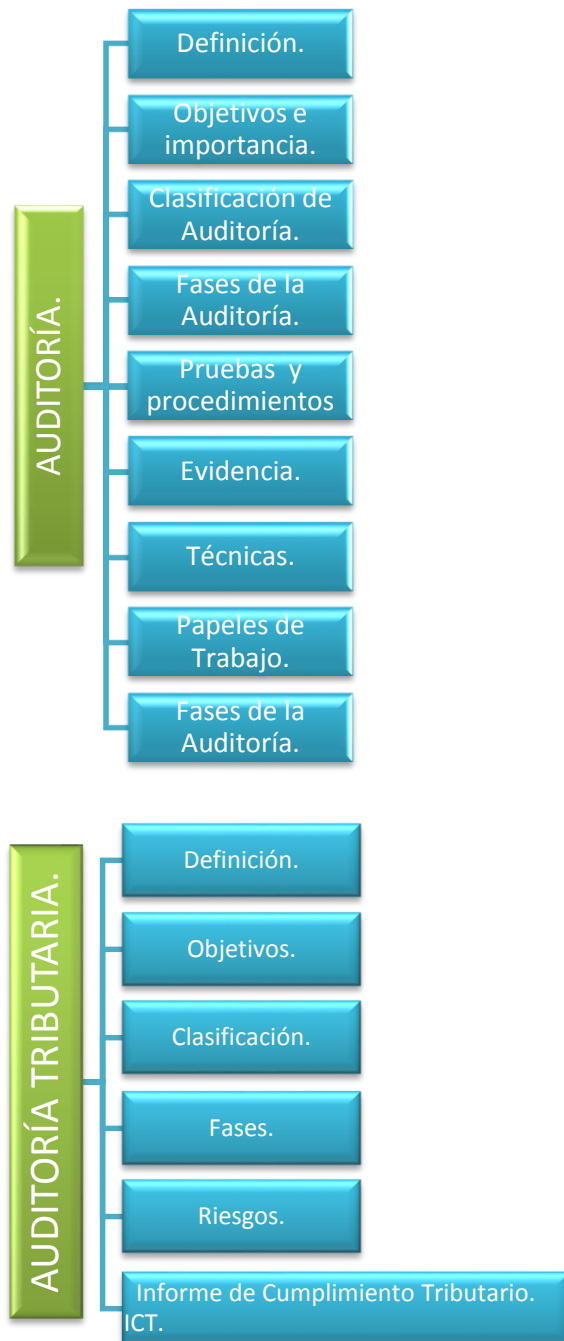 AUDITORÍA.
Definición.
Objetivos e
importancia.
Clasificación de
Auditoría.
Fases de la
Auditoría.
Pruebas y
procedimientos
Evidencia.
Técnicas.
Papeles de
Trabajo.
Fases de la
Auditoría.
AUDITORÍA TRIBUTARIA.
Definición.
Objetivos.
Clasificación.
Fases.
Riesgos.
Informe de Cumplimiento Tributario.
ICT.